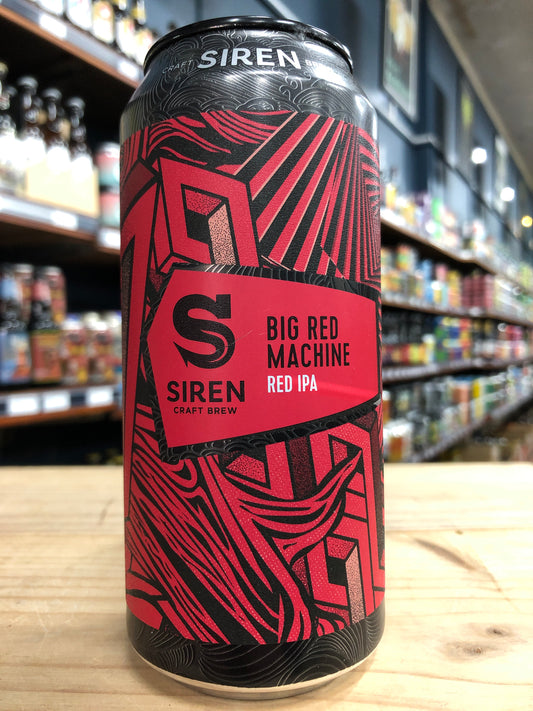 CRAFT SIREN
S
SIREN
CRAFT BREW
BIG RED
MACHINE
RED IPA